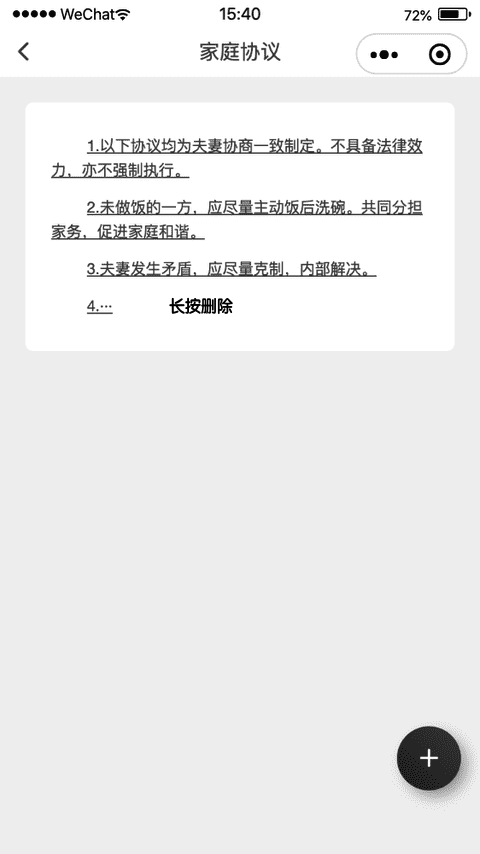 WeChat 15:40 72%
家庭协议
1.以下协议均为夫妻协商一致制定。不具备法律效
力，亦不强制执行。
2.未做饭的一方，应尽量主动饭后洗碗。共同分担
家务，促进家庭和谐。
3.夫妻发生矛盾，应尽量克制，内部解决。
4.··· 长按删除